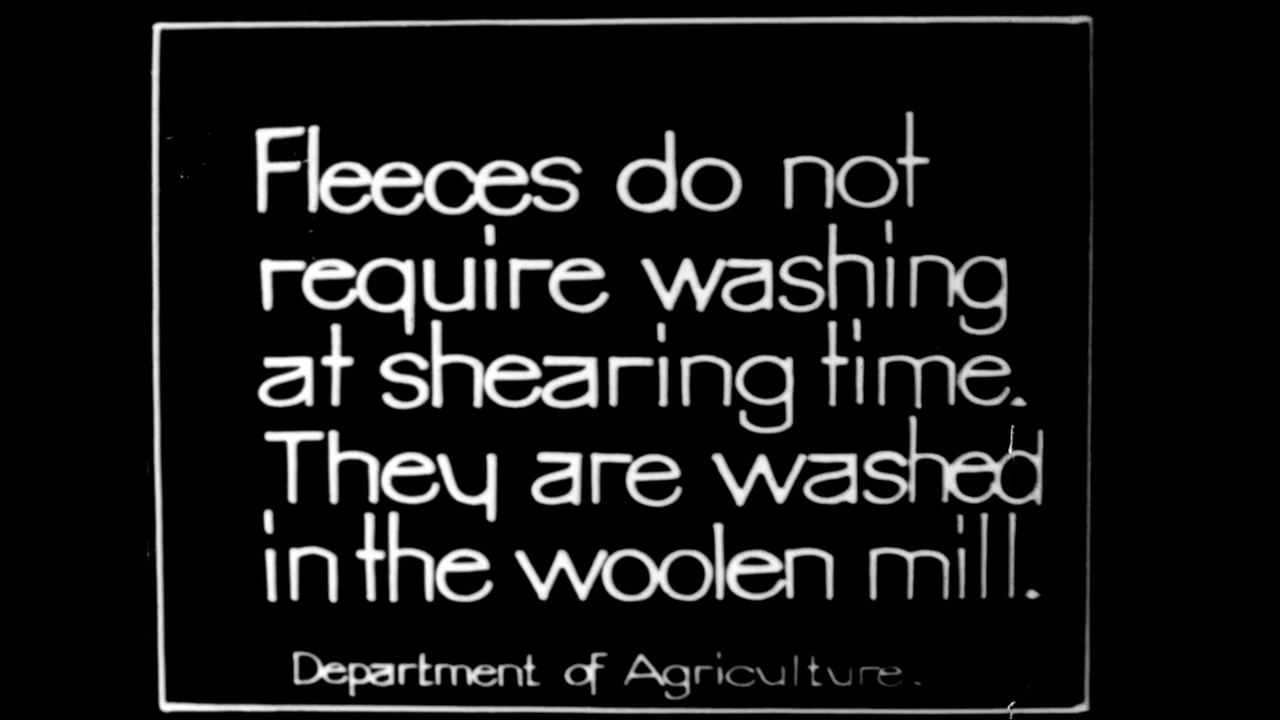 Fleeces do not
require washing
at shearing time.
They are washed
in the woolen mill.
Department of Agriculture.